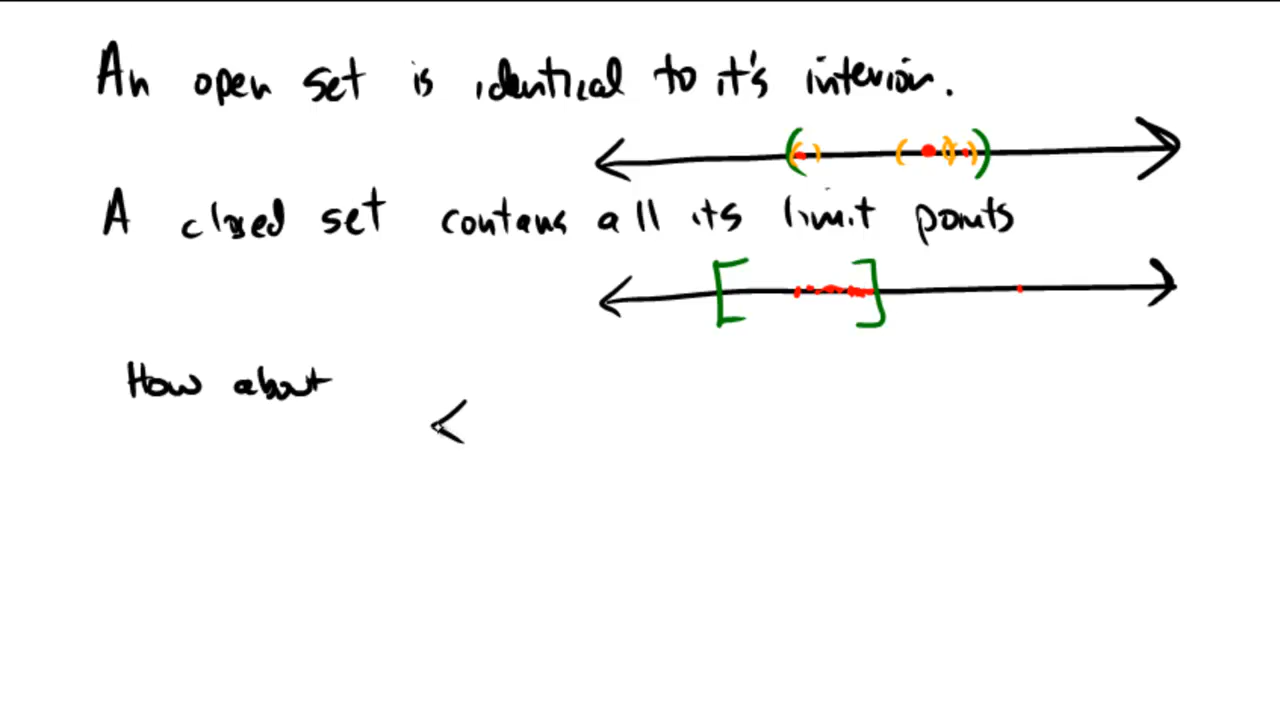 An open set is identical to it's interior.
A closed set contains all its limit points
How about